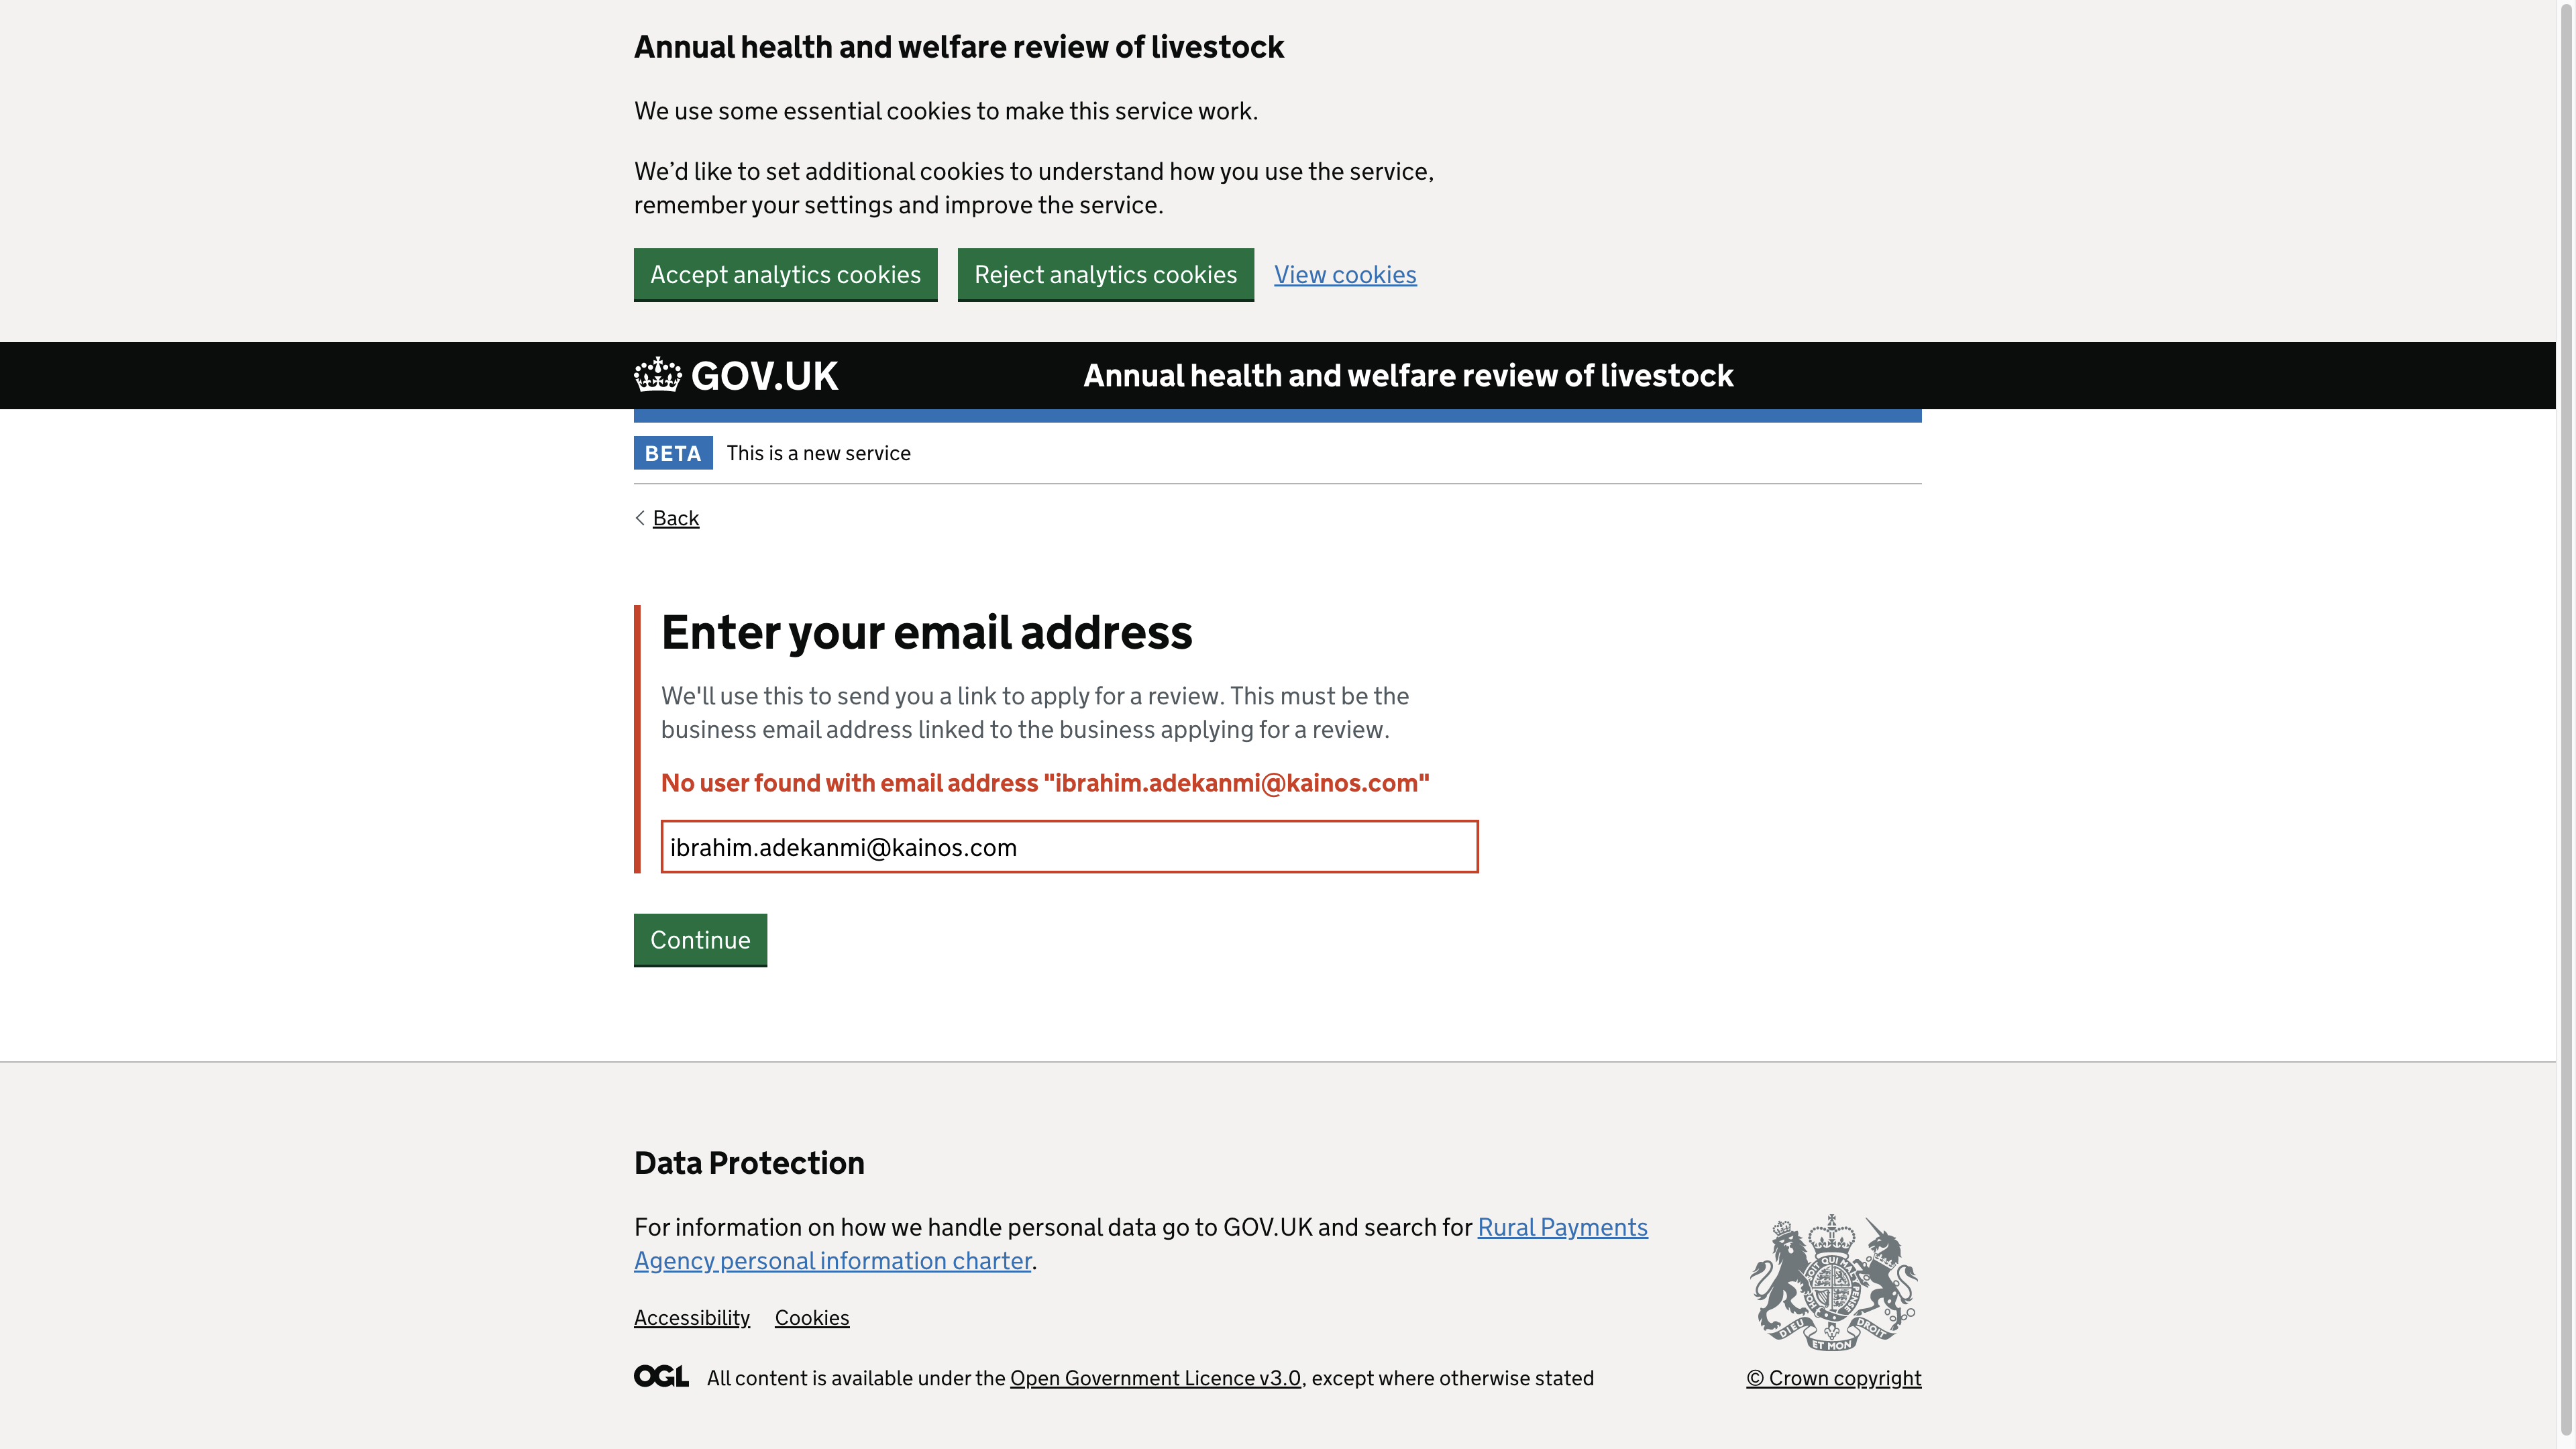 Annual health and welfare review of livestock
We use some essential cookies to make this service work.
We’d like to set additional cookies to understand how you use the service,
remember your settings and improve the service.
Accept analytics cookies
Reject analytics cookies
View cookies
GOV.UK
Annual health and welfare review of livestock
BETA
This is a new service
Back
Enter your email address
We'll use this to send you a link to apply for a review. This must be the
business email address linked to the business applying for a review.
No user found with email address "ibrahim.adekanmi@kainos.com"
ibrahim.adekanmi@kainos.com
Continue
Data Protection
For information on how we handle personal data go to GOV.UK and search for Rural Payments
Agency personal information charter.
Accessibility
Cookies
DIEU ET MON DROIT
OGL
All content is available under the Open Government Licence v3.0, except where otherwise stated
© Crown copyright